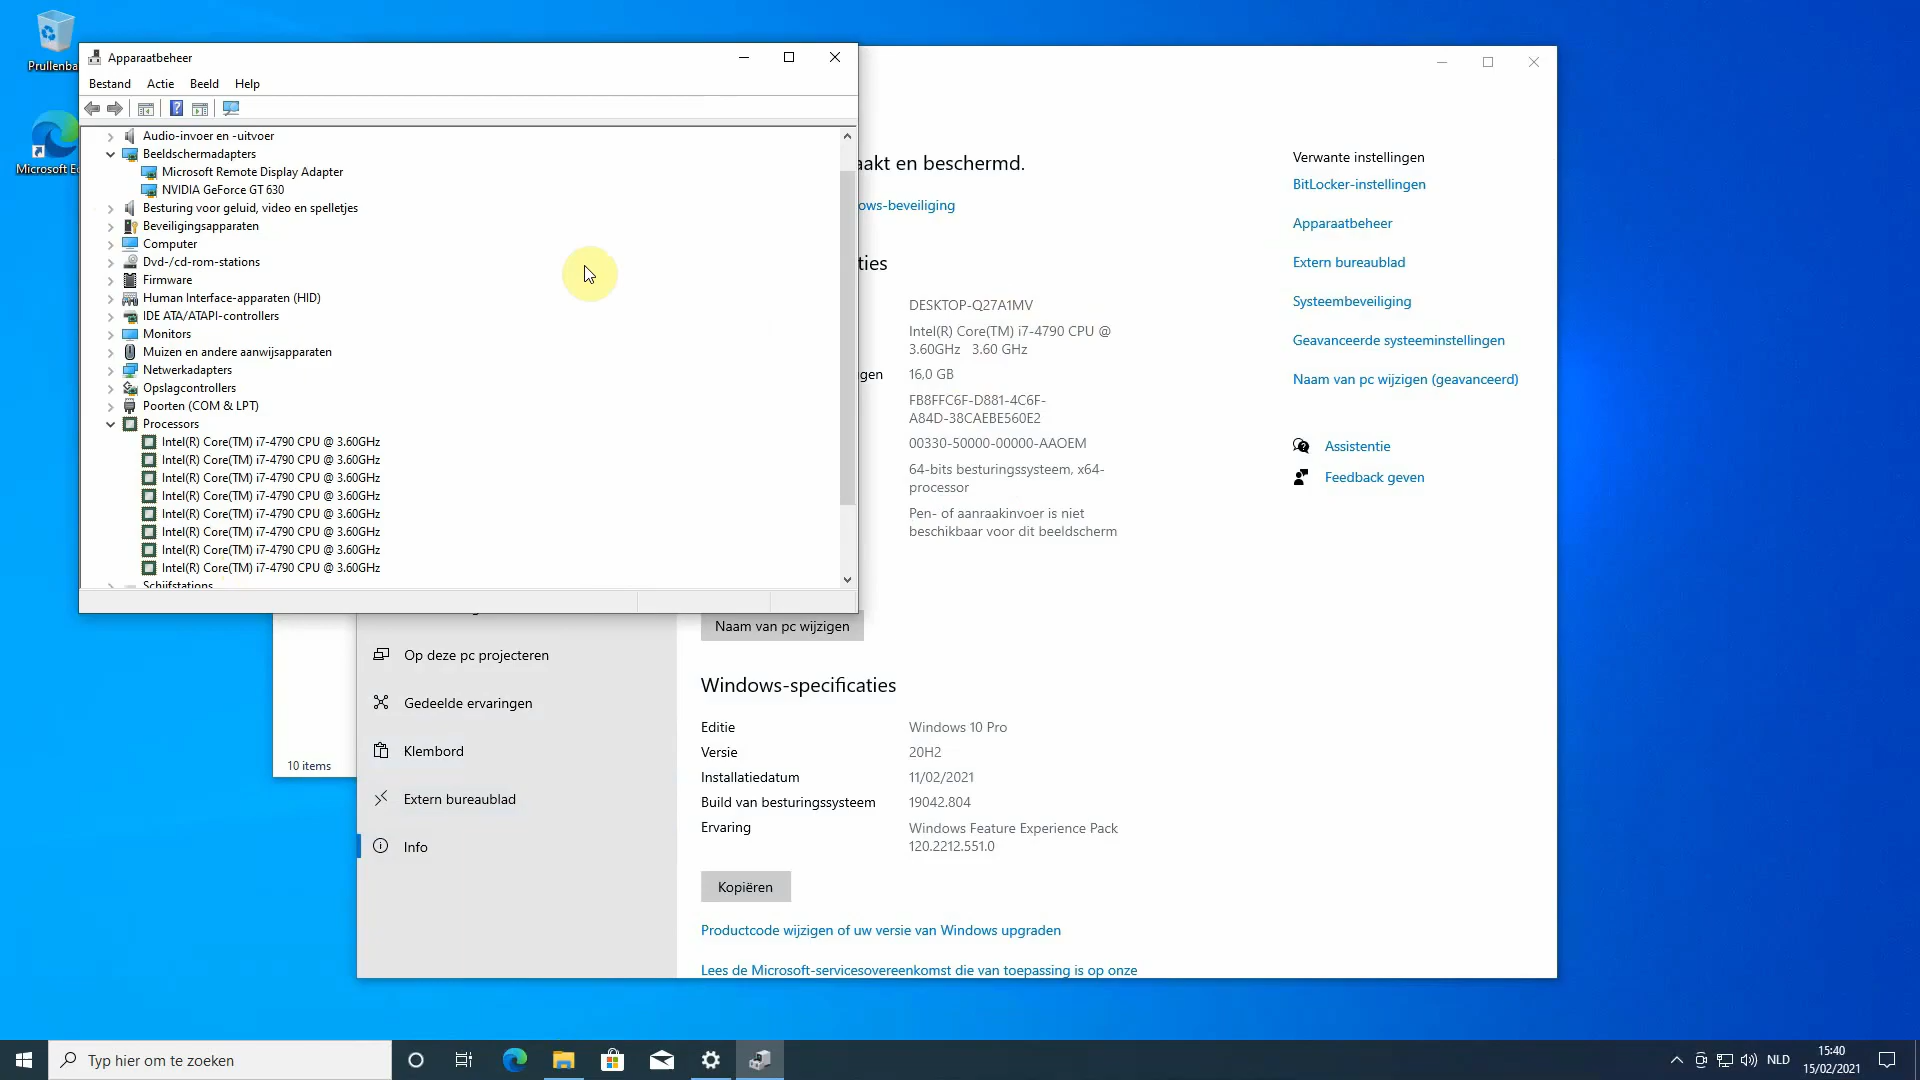 Prullenba
Microsoft Ed
Apparaatbeheer
Bestand Actie Beeld Help
Audio-invoer en -uitvoer
Beeldschermadapters
Microsoft Remote Display Adapter
NVIDIA GeForce GT 630
Besturing voor geluid, video en spelletjes
Beveiligingsapparaten
Computer
Dvd-/cd-rom-stations
Firmware
Human Interface-apparaten (HID)
IDE ATA/ATAPI-controllers
Monitors
Muizen en andere aanwijsapparaten
Netwerkadapters
Opslagcontrollers
Poorten (COM & LPT)
Processors
Intel(R) Core(TM) i7-4790 CPU @ 3.60GHz
Intel(R) Core(TM) i7-4790 CPU @ 3.60GHz
Intel(R) Core(TM) i7-4790 CPU @ 3.60GHz
Intel(R) Core(TM) i7-4790 CPU @ 3.60GHz
Intel(R) Core(TM) i7-4790 CPU @ 3.60GHz
Intel(R) Core(TM) i7-4790 CPU @ 3.60GHz
Intel(R) Core(TM) i7-4790 CPU @ 3.60GHz
Intel(R) Core(TM) i7-4790 CPU @ 3.60GHz
Schijfstations
aakt en beschermd.
ows-beveiliging
ties
DESKTOP-Q27A1MV
Intel(R) Core(TM) i7-4790 CPU @
3.60GHz 3.60 GHz
gen 16,0 GB
FB8FFC6F-D881-4C6F-
A84D-38CAEBE560E2
00330-50000-00000-AAOEM
64-bits besturingssysteem, x64-
processor
Pen- of aanraakinvoer is niet
beschikbaar voor dit beeldscherm
Naam van pc wijzigen
Windows-specificaties
Editie Windows 10 Pro
Versie 20H2
Installatiedatum 11/02/2021
Build van besturingssysteem 19042.804
Ervaring Windows Feature Experience Pack
120.2212.551.0
Kopiëren
Productcode wijzigen of uw versie van Windows upgraden
Lees de Microsoft-servicesovereenkomst die van toepassing is op onze
Verwante instellingen
BitLocker-instellingen
Apparaatbeheer
Extern bureaublad
Systeembeveiliging
Geavanceerde systeeminstellingen
Naam van pc wijzigen (geavanceerd)
Assistentie
Feedback geven
Op deze pc projecteren
Gedeelde ervaringen
Klembord
Extern bureaublad
Info
10 items
Typ hier om te zoeken
NLD
15:40
15/02/2021